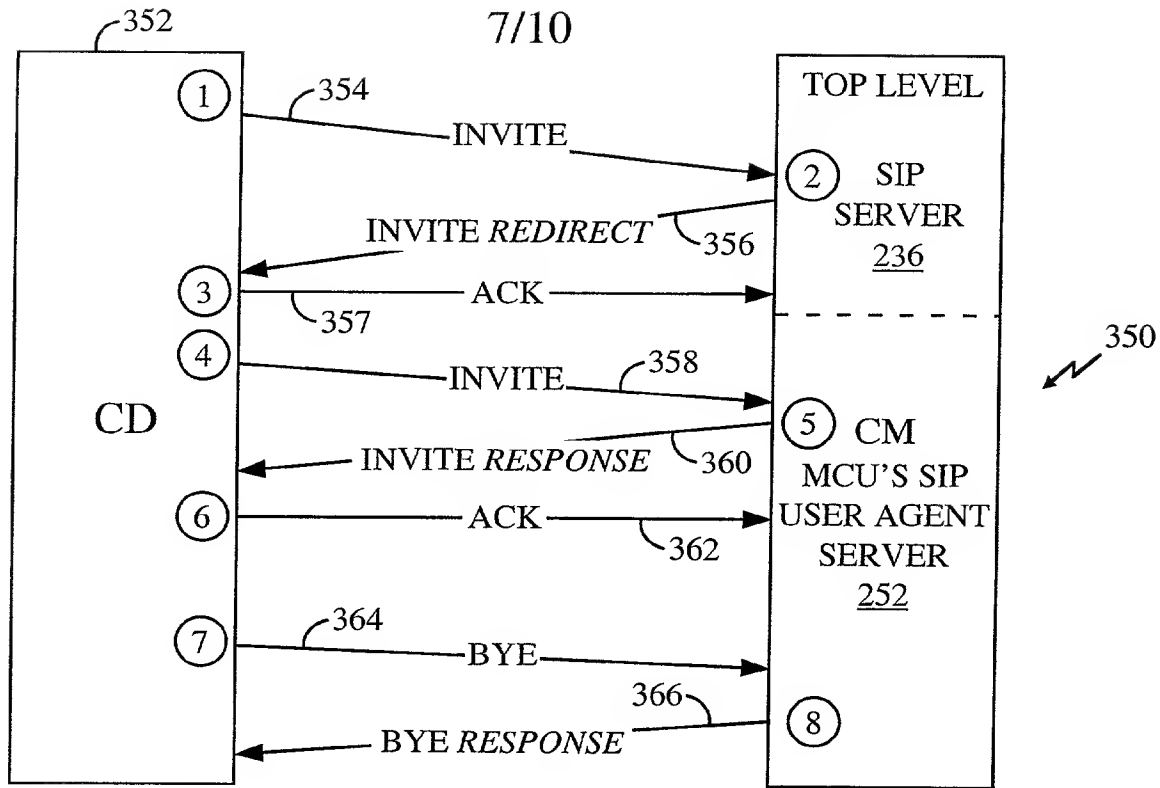 7/10
352
TOP LEVEL
1
354
INVITE
2
SIP
SERVER
236
INVITE REDIRECT
356
3
ACK
357
350
4
INVITE
358
CD
5
CM
MCU'S SIP
USER AGENT
SERVER
252
INVITE RESPONSE
360
6
ACK
362
7
364
BYE
366
8
BYE RESPONSE